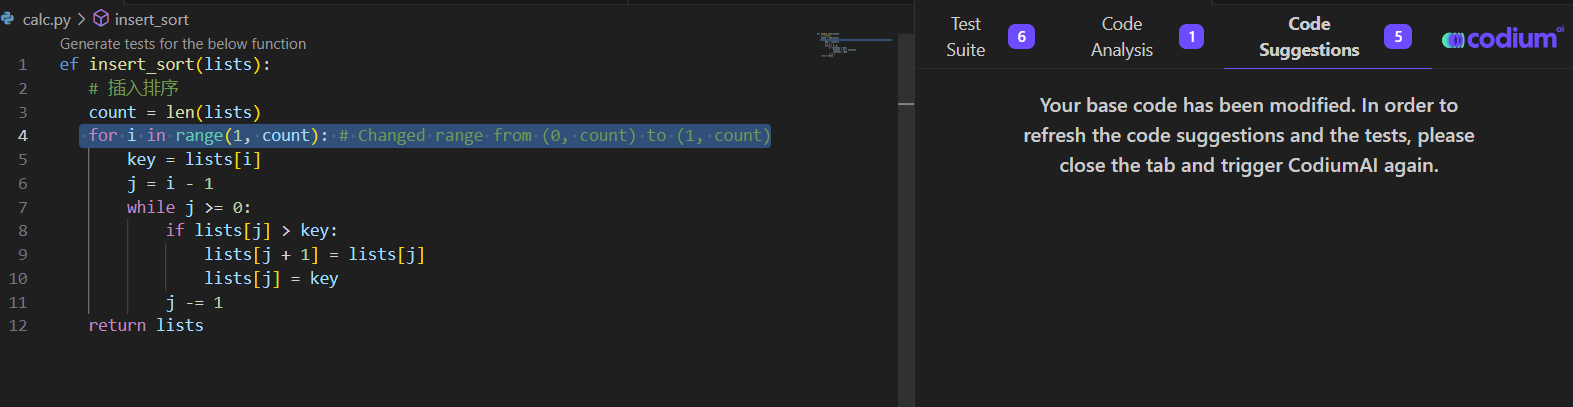 calc.py > insert_sort
Generate tests for the below function
1 ef insert_sort(lists):
2 # 插入排序
3 count = len(lists)
4 for i in range(1, count): # Changed range from (0, count) to (1, count)
5 key = lists[i]
6 j = i - 1
7 while j >= 0:
8 if lists[j] > key:
9 lists[j + 1] = lists[j]
10 lists[j] = key
11 j -= 1
12 return lists
Test Suite 6
Code Analysis 1
Code Suggestions 5
codium ai
Your base code has been modified. In order to
refresh the code suggestions and the tests, please
close the tab and trigger CodiumAI again.